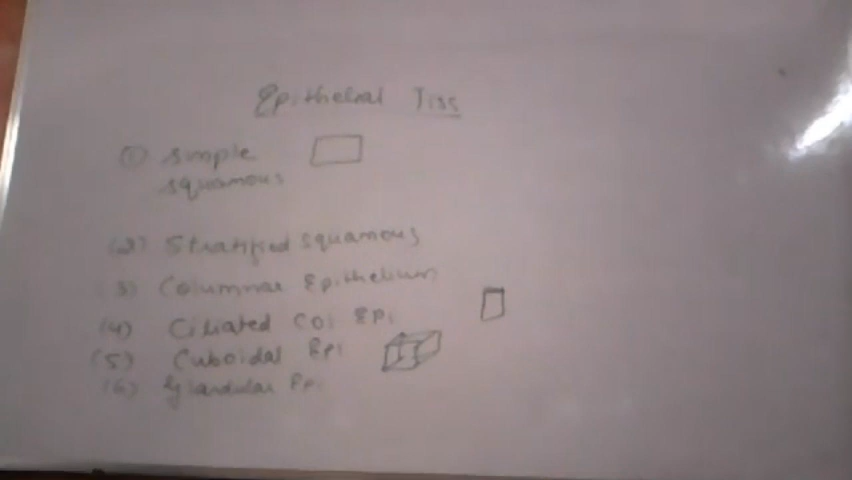 Epithelial Tiss
(1) Simple
squamous
(2) Stratified squamous
(3) Columnar Epithelium
(4) Ciliated Col Epi
(5) Cuboidal Epi
(6) Glandular Epi